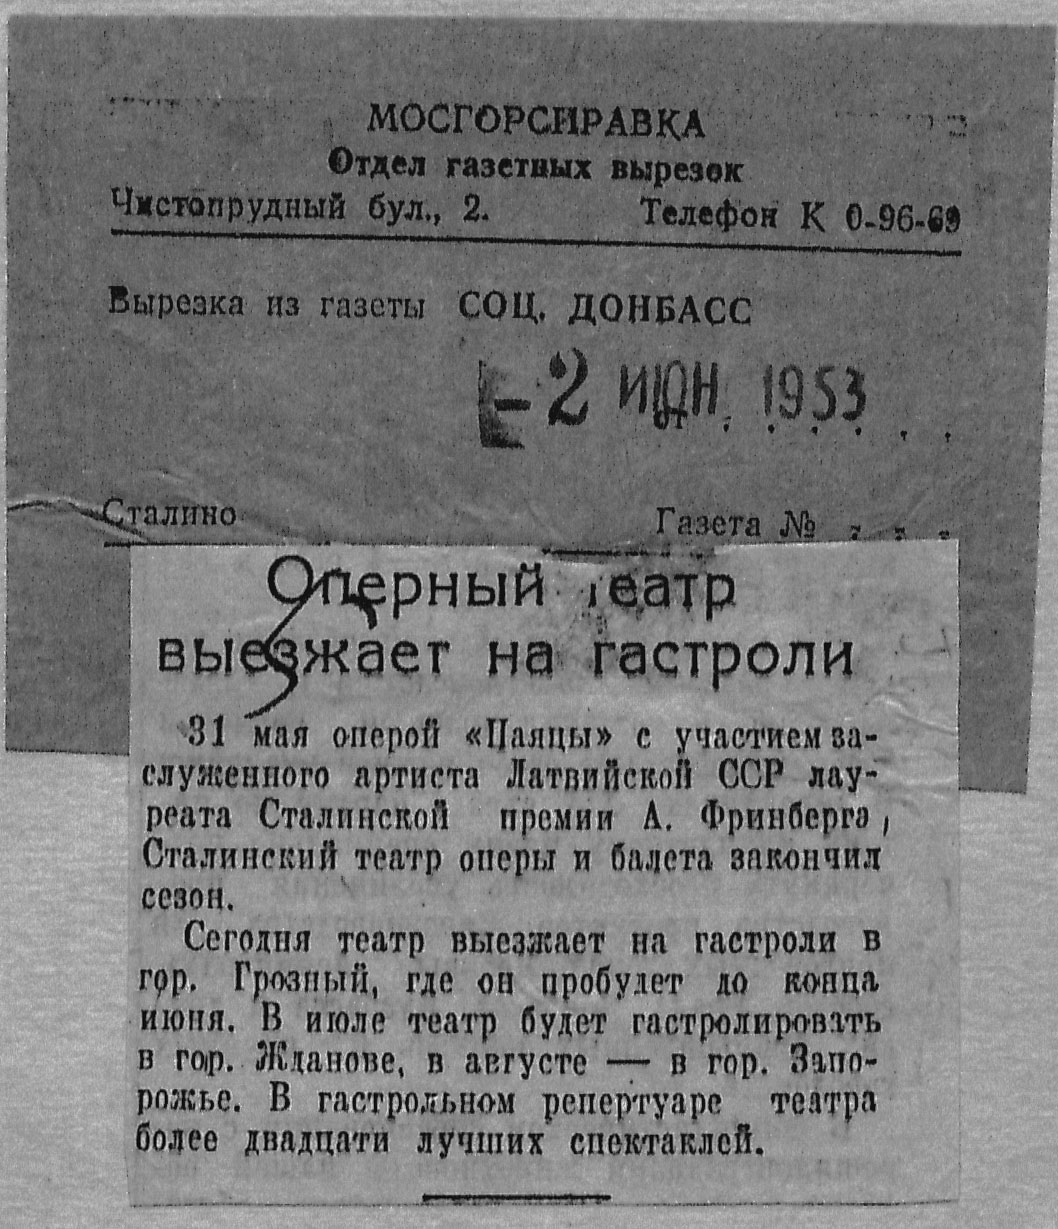 МОСГОРСПРАВКА
Отдел газетных вырезок
Чистопрудный бул., 2. Телефон К 0-96-69
Вырезка из газеты СОЦ. ДОНБАСС
-2 ИЮН 1953
от . . . . . .
Сталино Газета № . . .
Оперный театр
выезжает на гастроли
31 мая оперой «Паяцы» с участием за-
служенного артиста Латвийской ССР лау-
реата Сталинской премии А. Фринберга,
Сталинский театр оперы и балета закончил
сезон.
Сегодня театр выезжает на гастроли в
гор. Грозный, где он пробудет до конца
июня. В июле театр будет гастролировать
в гор. Жданове, в августе — в гор. Запо-
рожье. В гастрольном репертуаре театра
более двадцати лучших спектаклей.